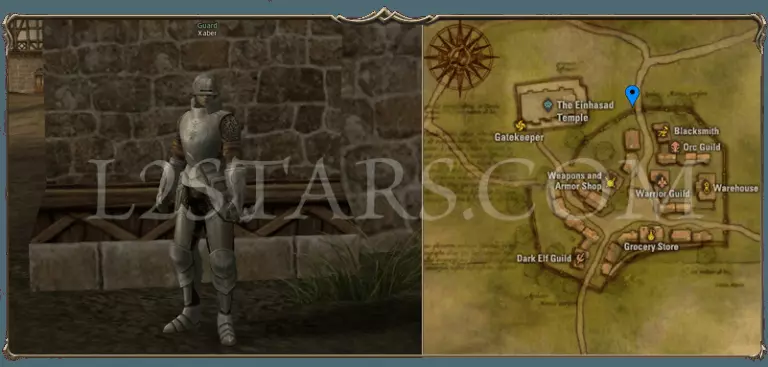 Guard
Kaber
L2STARS.COM
The Einhasad
Temple
Gatekeeper
Blacksmith
Orc Guild
Weapons and
Armor Shop
Warrior Guild
Warehouse
Grocery Store
Dark Elf Guild